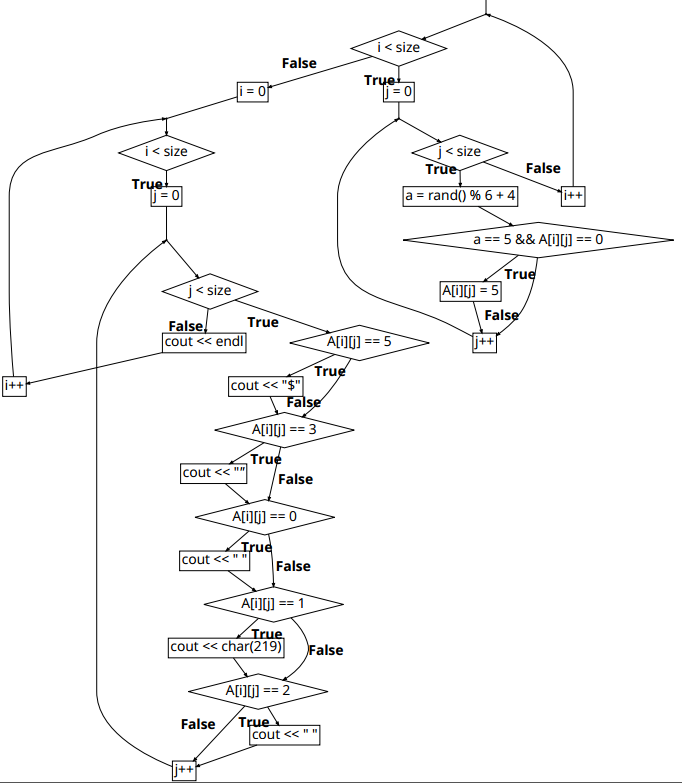 i < size
False
True
i = 0
j = 0
i < size
j < size
True
False
True
j = 0
a = rand() % 6 + 4
i++
a == 5 && A[i][j] == 0
True
j < size
A[i][j] = 5
False
False
True
cout << endl
A[i][j] == 5
j++
True
i++
cout << "$"
False
A[i][j] == 3
True
cout << ""
False
A[i][j] == 0
True
cout << " "
False
A[i][j] == 1
True
cout << char(219)
False
A[i][j] == 2
False
True
cout << " "
j++